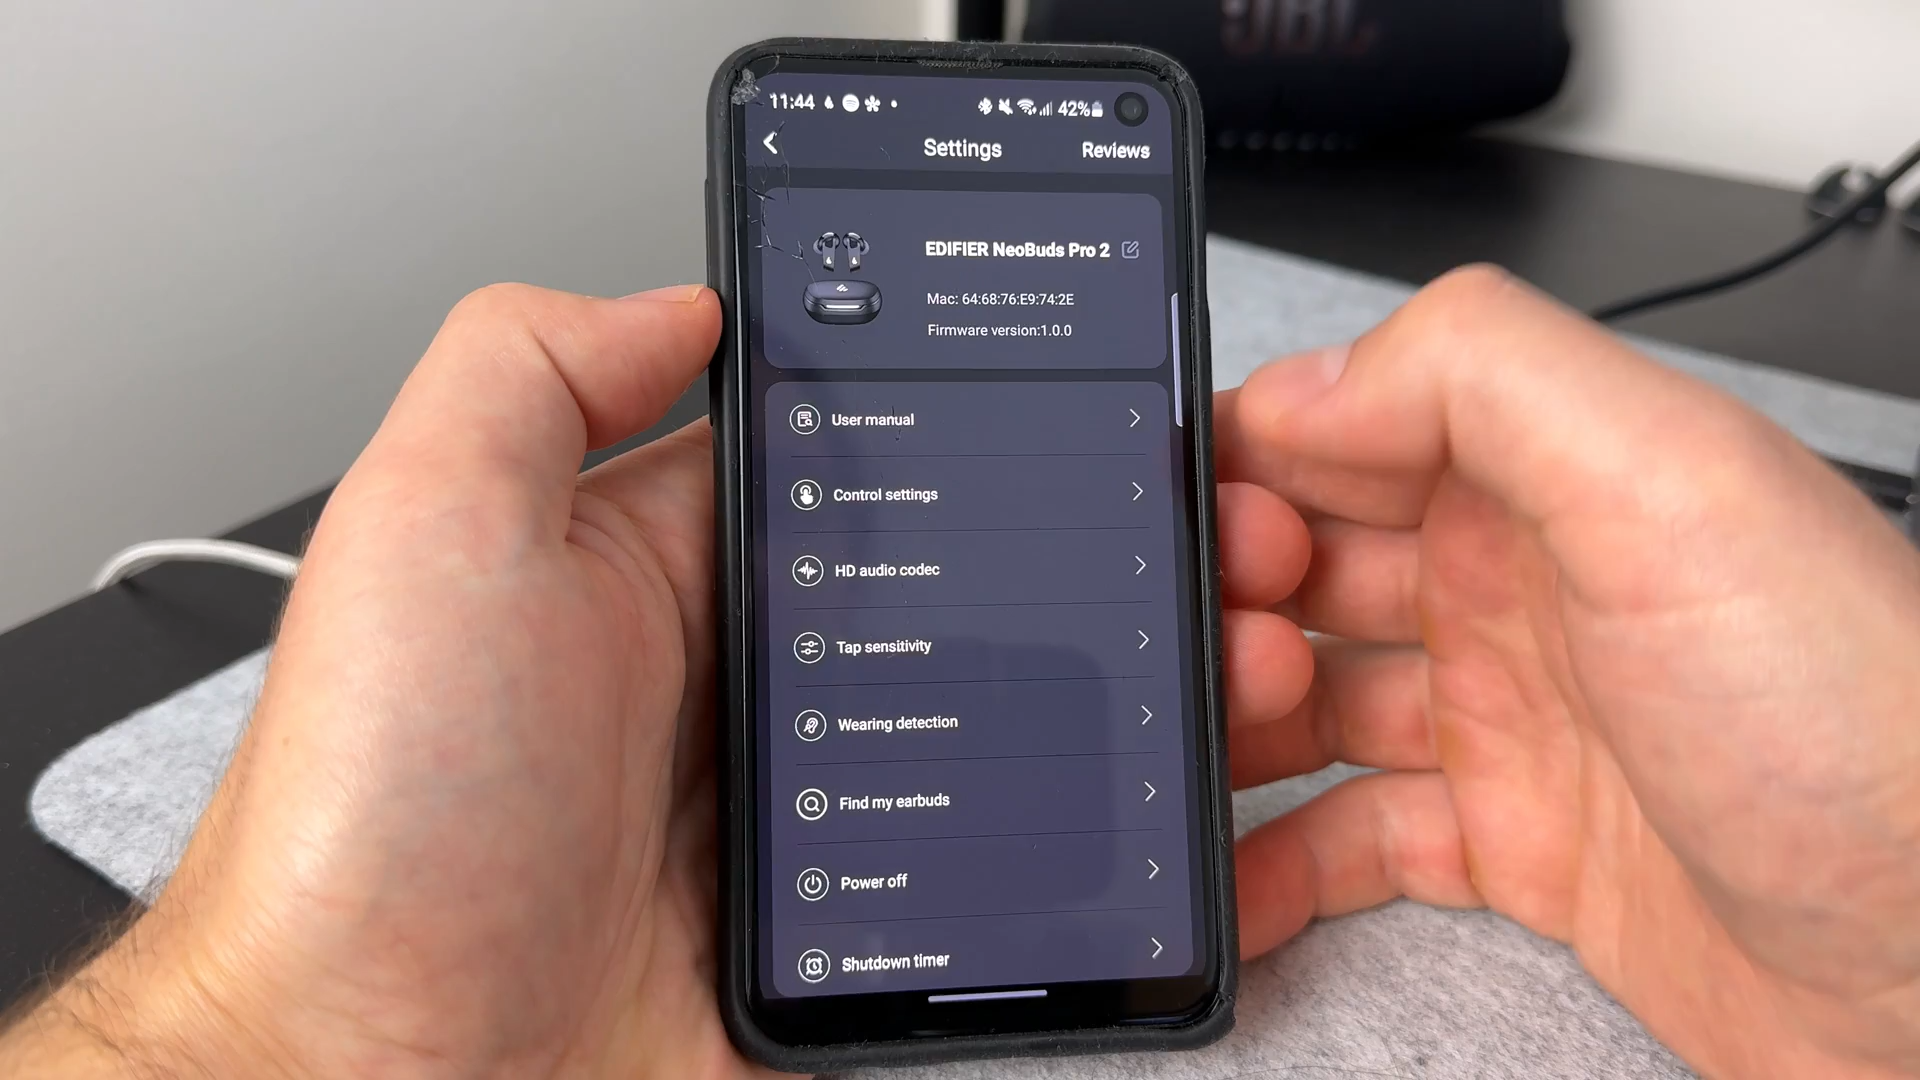 JBL
11:44 42%
Settings Reviews
EDIFIER NeoBuds Pro 2
Mac: 64:68:76:E9:74:2E
Firmware version:1.0.0
User manual
Control settings
HD audio codec
Tap sensitivity
Wearing detection
Find my earbuds
Power off
Shutdown timer